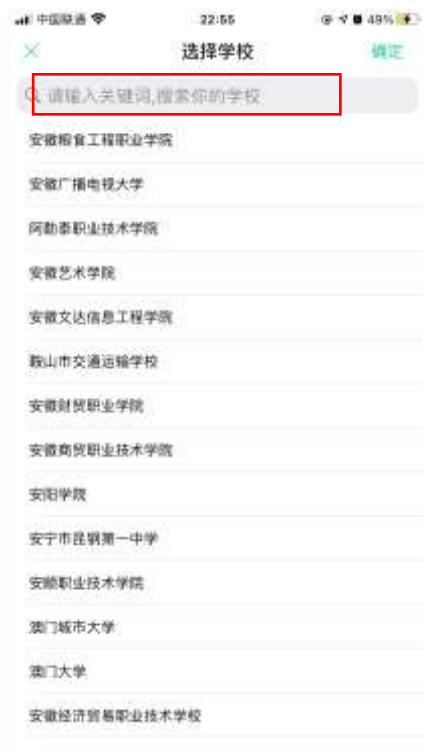 中国联通 22:55 49%
选择学校 确定
请输入关键词,搜索你的学校
安徽粮食工程职业学院
安徽广播电视大学
阿勒泰职业技术学院
安徽艺术学院
安徽文达信息工程学院
鞍山市交通运输学校
安徽财贸职业学院
安徽商贸职业技术学院
安阳学院
安宁市昆钢第一中学
安顺职业技术学院
澳门城市大学
澳门大学
安徽经济贸易职业技术学校